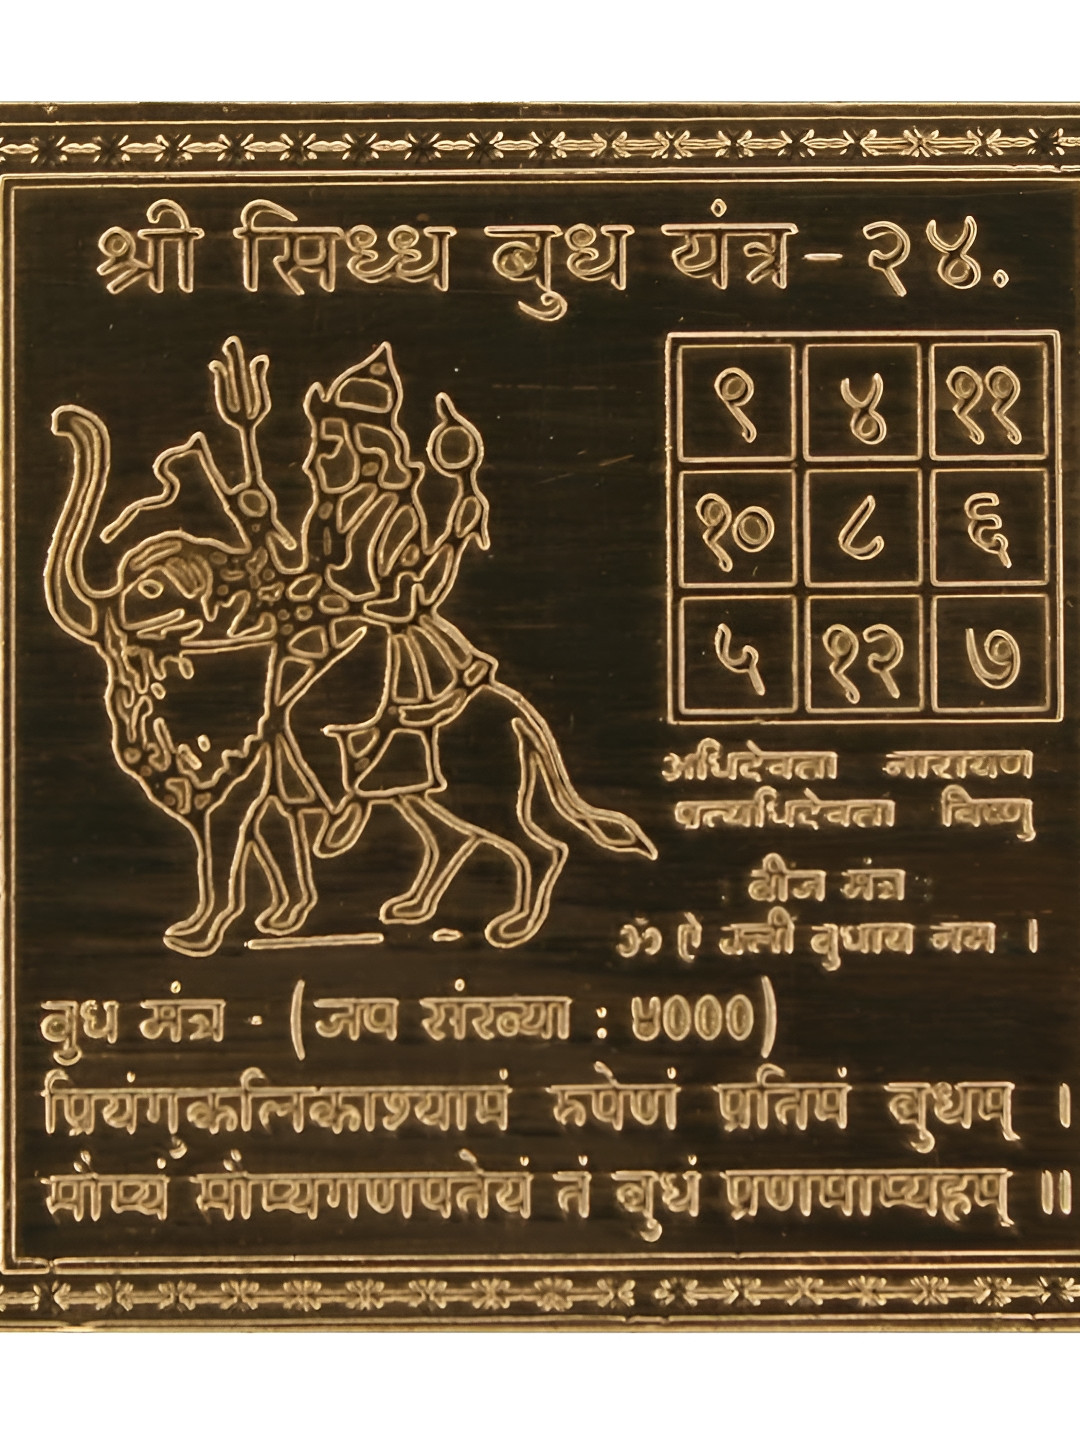 श्री सिध्ध बुध यंत्र - २४.
९ ४ ११
१० ८ ६
५ १२ ७
अधिदेवता नारायण
प्रत्यधिदेवता विष्णु
बीज मंत्र
ॐ ऐं क्लीं बुधाय नम ।
बुध मंत्र - (जप संख्या : ४०००)
प्रियंगुकलिकाश्यामं रुपेणं प्रतिमं बुधम् ।
सौप्यं सौप्यगणपतेयं तं बुधं प्रणमाप्यहम् ॥